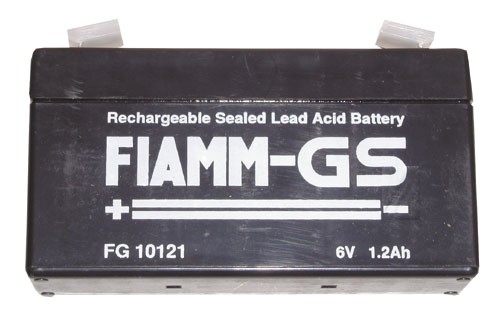 Rechargeable Sealed Lead Acid Battery
FIAMM-GS
+ -
FG 10121 6V 1.2Ah